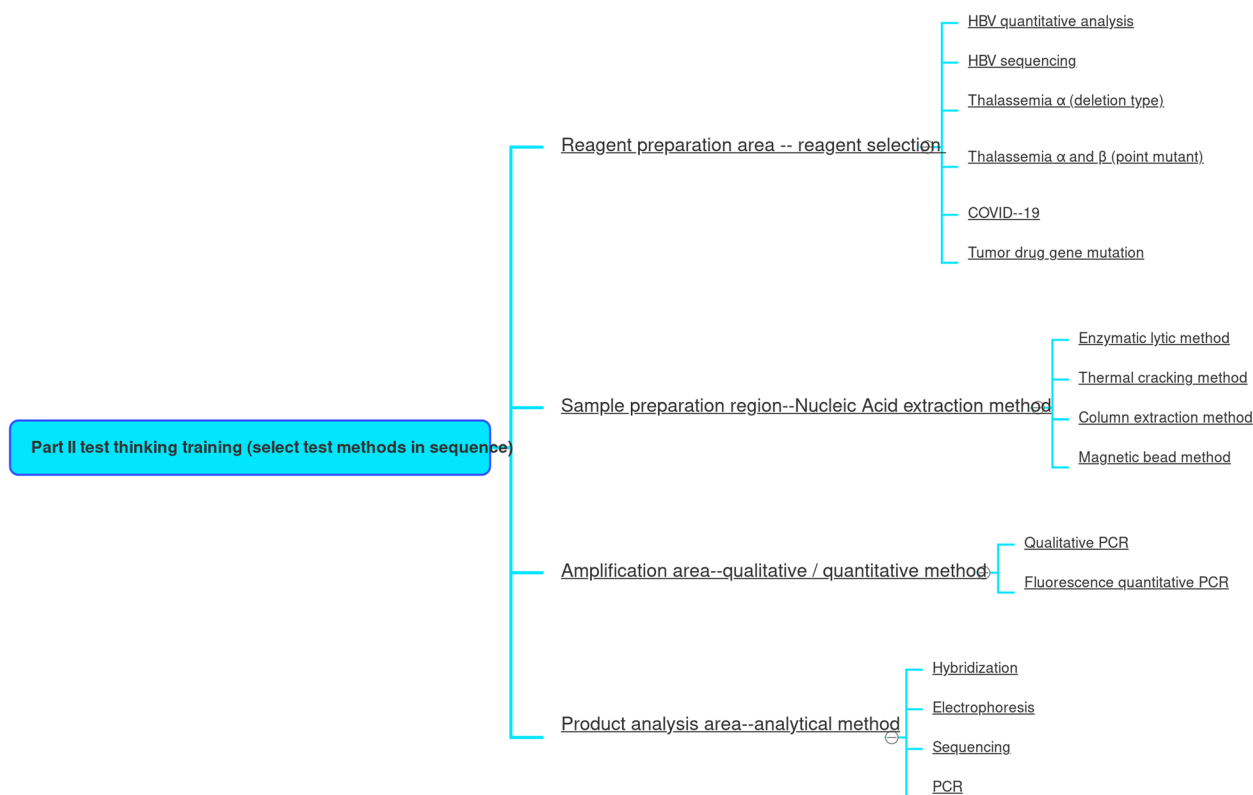 HBV quantitative analysis
HBV sequencing
Thalassemia α (deletion type)
Reagent preparation area -- reagent selection
Thalassemia α and β (point mutant)
COVID--19
Tumor drug gene mutation
Enzymatic lytic method
Thermal cracking method
Sample preparation region--Nucleic Acid extraction method
Column extraction method
Magnetic bead method
Part II test thinking training (select test methods in sequence)
Qualitative PCR
Amplification area--qualitative / quantitative method
Fluorescence quantitative PCR
Hybridization
Electrophoresis
Product analysis area--analytical method
Sequencing
PCR